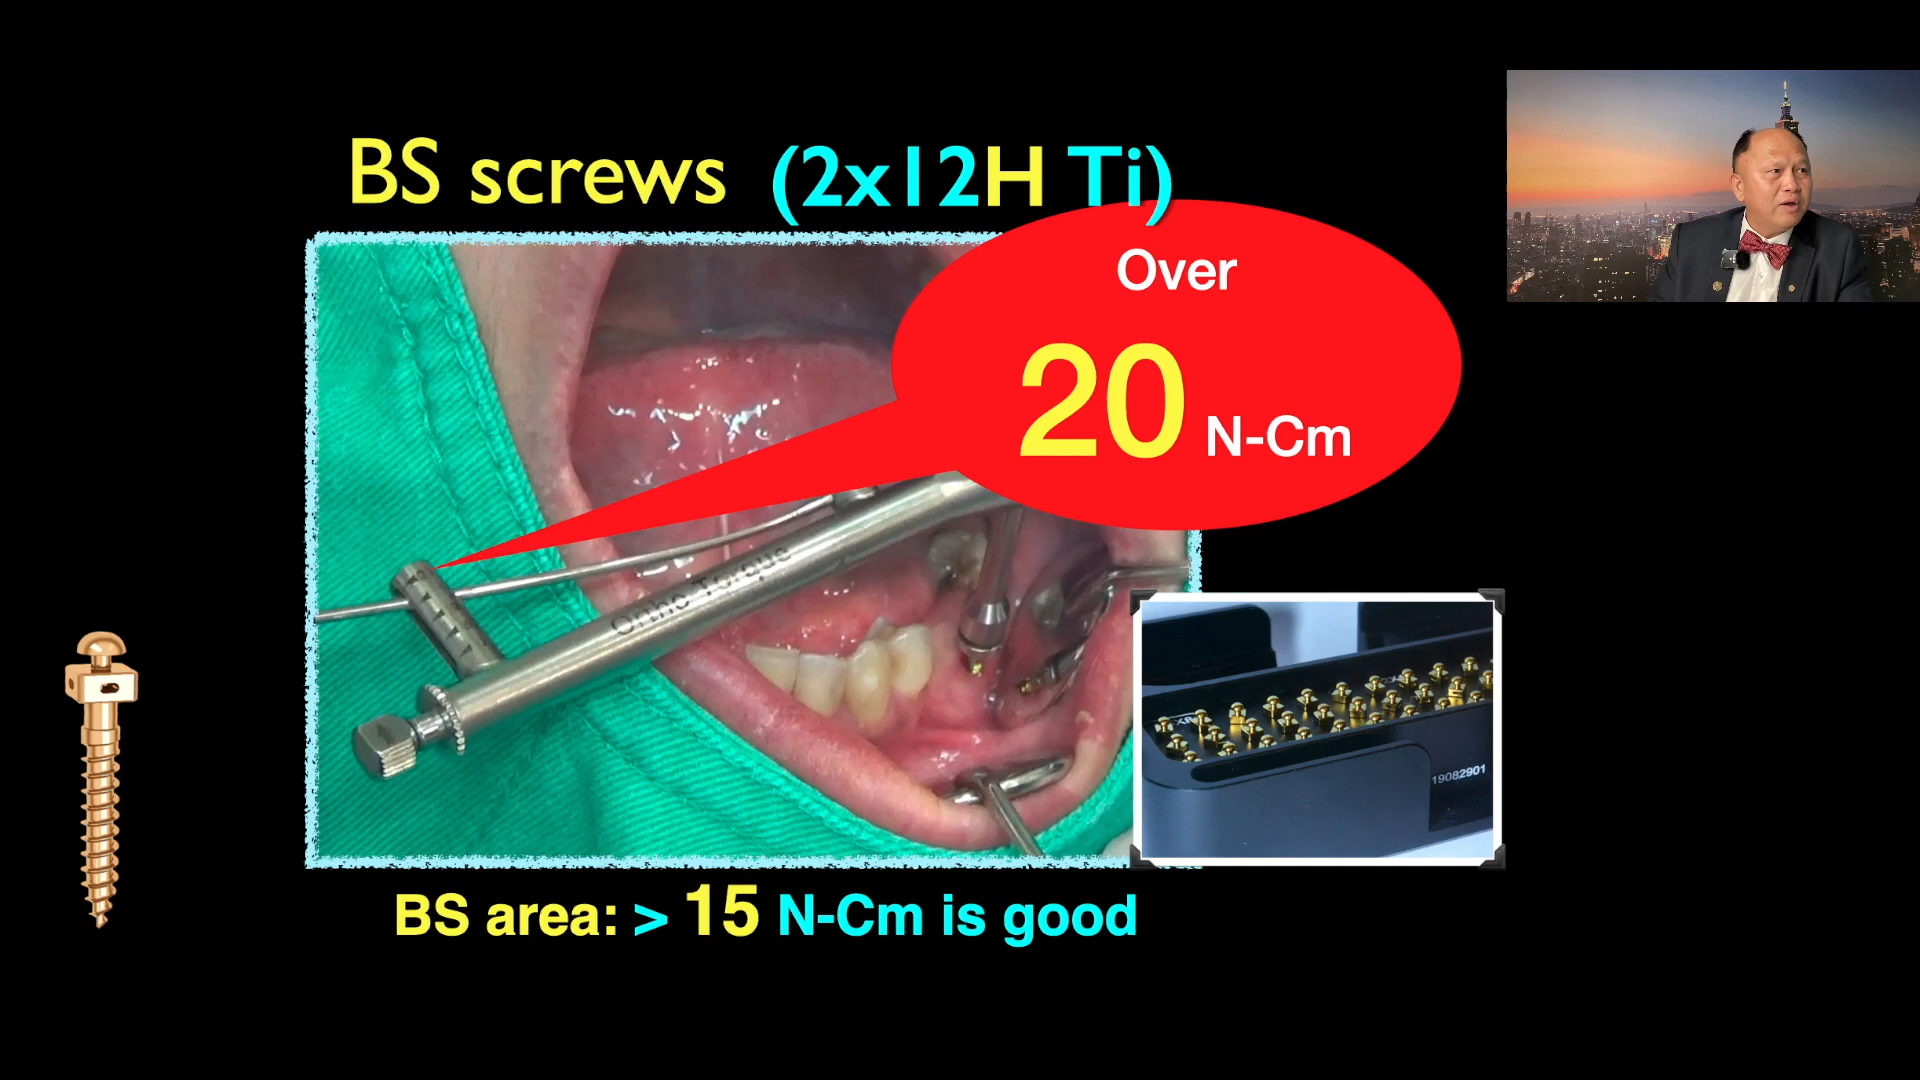 BS screws (2x12H Ti)
Over
20 N-Cm
Ortho Torque
19082901
BS area: > 15 N-Cm is good